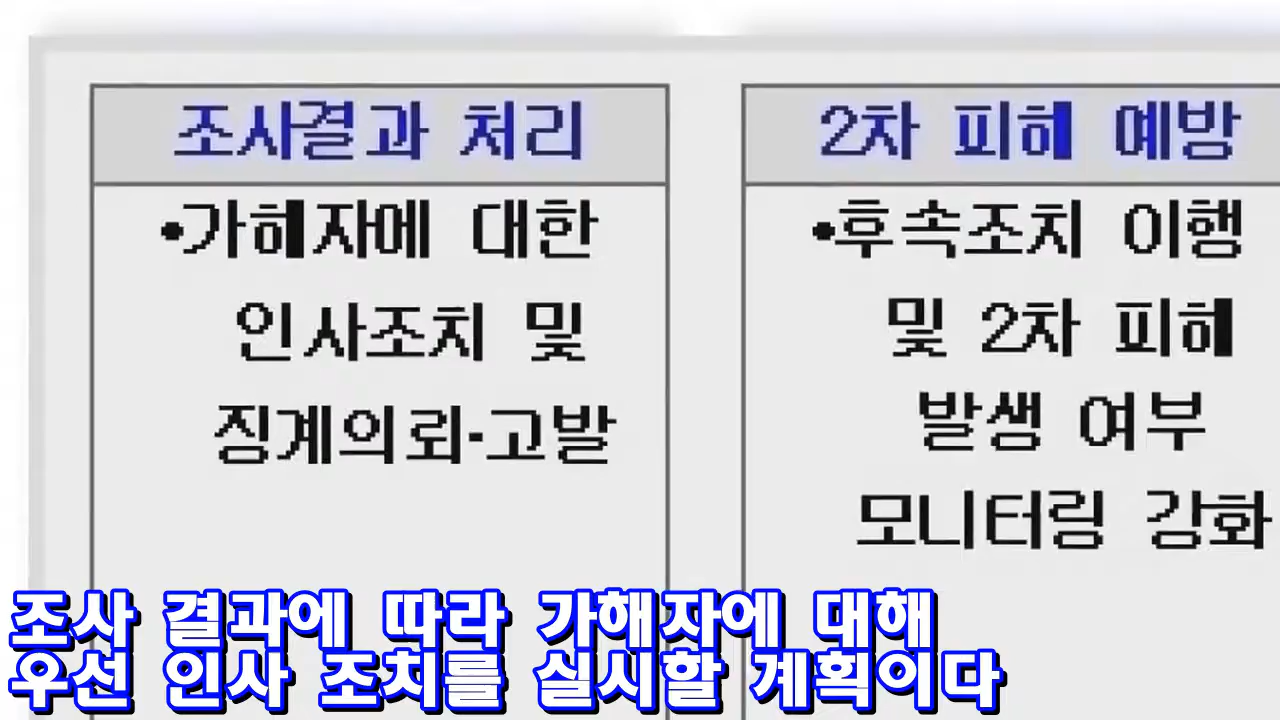 조사결과 처리
•가해자에 대한
인사조치 및
징계의뢰·고발
2차 피해 예방
•후속조치 이행
및 2차 피해
발생 여부
모니터링 강화
조사 결과에 따라 가해자에 대해
우선 인사 조치를 실시할 계획이다